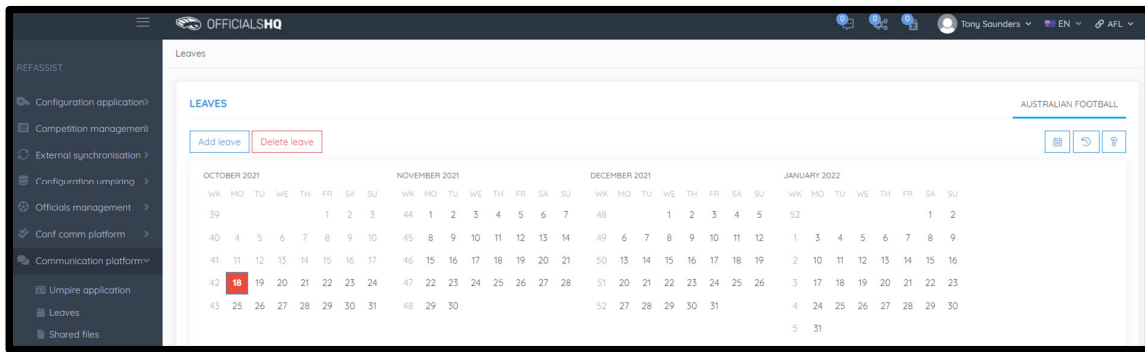 OFFICIALSHQ
0 0 0 Tony Saunders EN AFL
REFASSIST
Configuration application
Competition management
External synchronisation
Configuration umpiring
Officials management
Conf comm platform
Communication platform
Umpire application
Leaves
Shared files
Leaves
LEAVES
AUSTRALIAN FOOTBALL
Add leave Delete leave
OCTOBER 2021
WK MO TU WE TH FR SA SU
39 1 2 3
40 4 5 6 7 8 9 10
41 11 12 13 14 15 16 17
42 18 19 20 21 22 23 24
43 25 26 27 28 29 30 31
NOVEMBER 2021
WK MO TU WE TH FR SA SU
44 1 2 3 4 5 6 7
45 8 9 10 11 12 13 14
46 15 16 17 18 19 20 21
47 22 23 24 25 26 27 28
48 29 30
DECEMBER 2021
WK MO TU WE TH FR SA SU
48 1 2 3 4 5
49 6 7 8 9 10 11 12
50 13 14 15 16 17 18 19
51 20 21 22 23 24 25 26
52 27 28 29 30 31
JANUARY 2022
WK MO TU WE TH FR SA SU
52 1 2
1 3 4 5 6 7 8 9
2 10 11 12 13 14 15 16
3 17 18 19 20 21 22 23
4 24 25 26 27 28 29 30
5 31